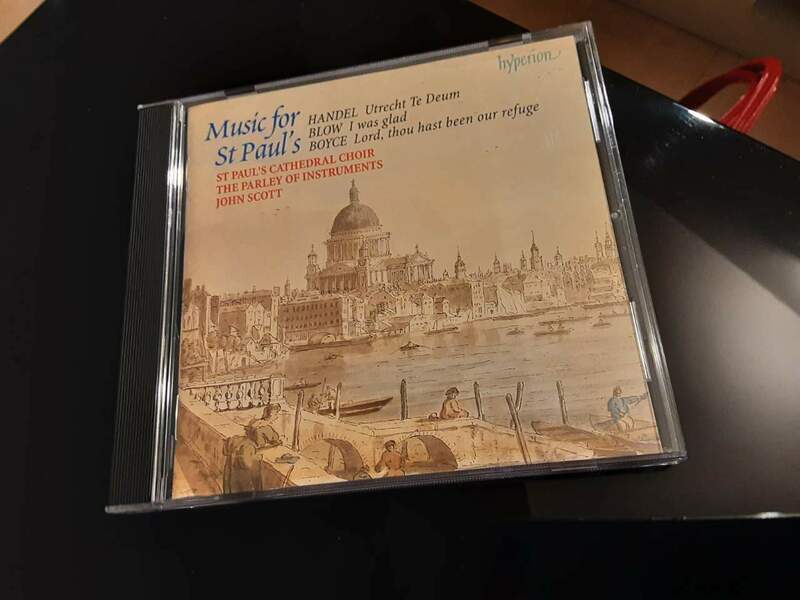 hyperion
Music for
St Paul's
HANDEL Utrecht Te Deum
BLOW I was glad
BOYCE Lord, thou hast been our refuge
ST PAUL'S CATHEDRAL CHOIR
THE PARLEY OF INSTRUMENTS
JOHN SCOTT